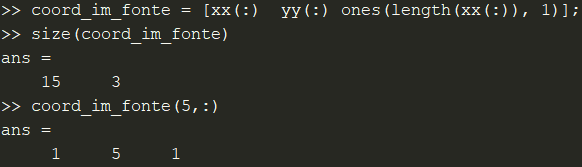 >> coord_im_fonte = [xx(:)  yy(:) ones(length(xx(:)), 1)];
>> size(coord_im_fonte)
ans =
    15     3
>> coord_im_fonte(5,:)
ans =
     1     5     1